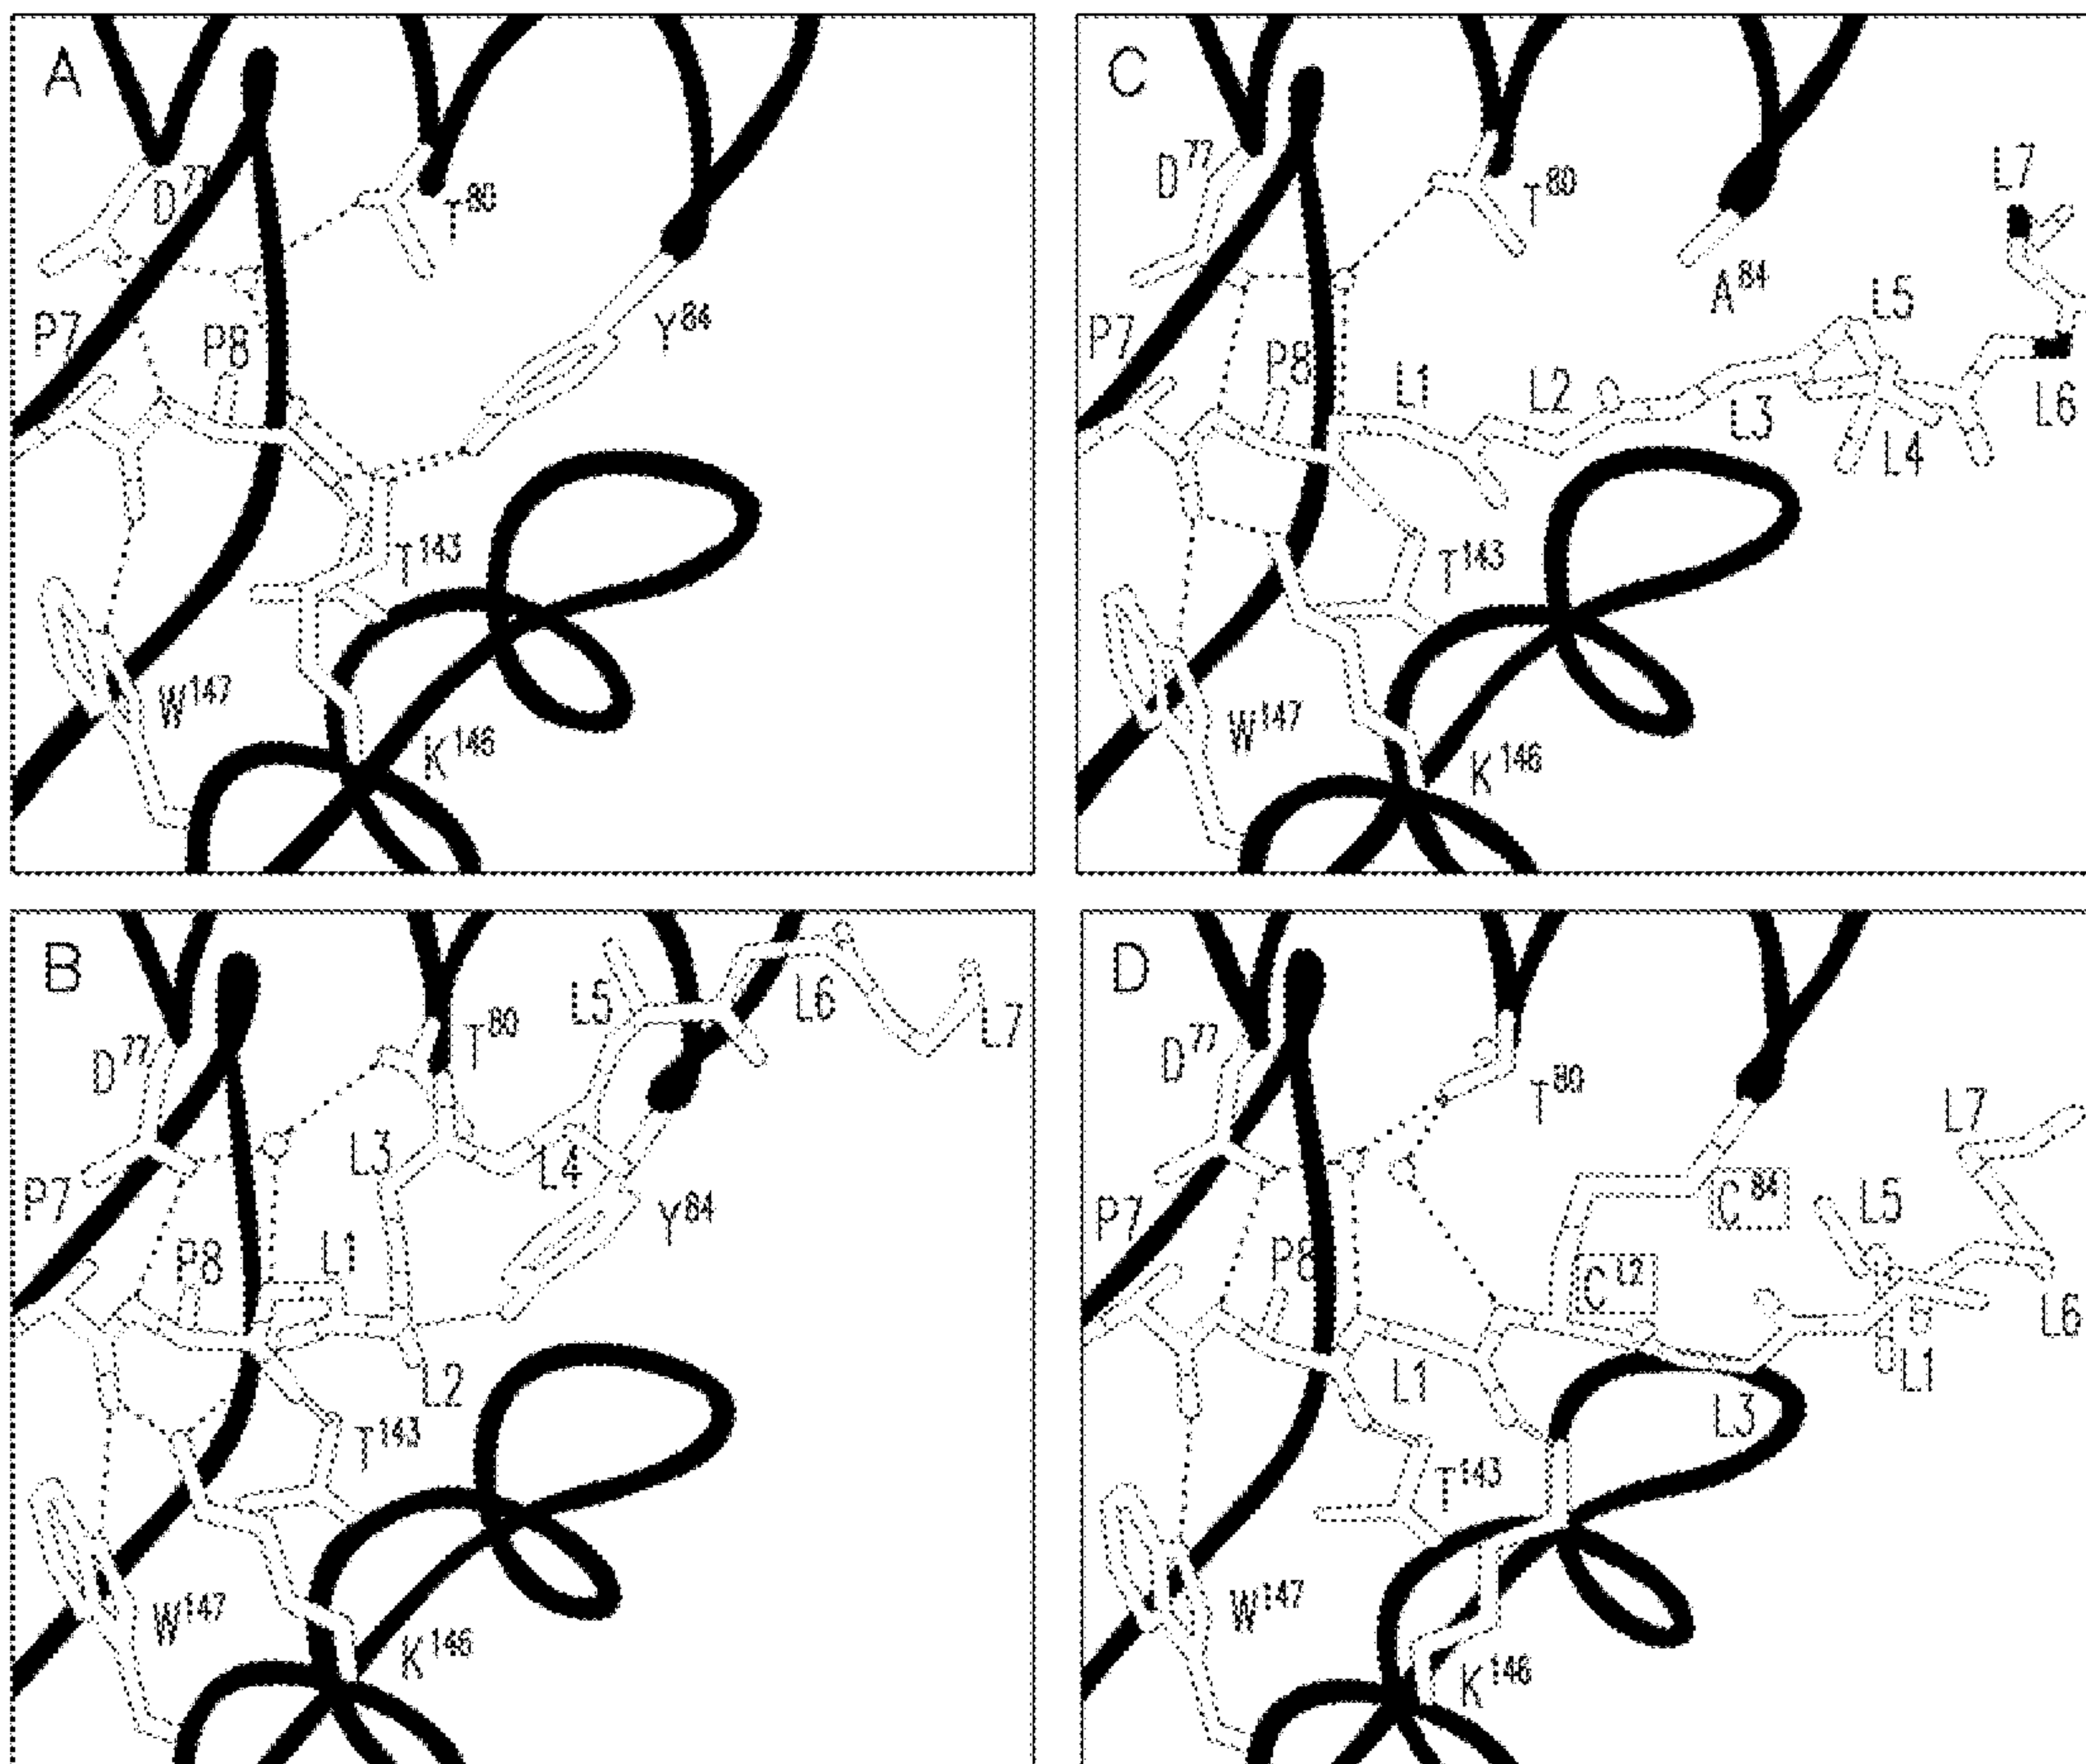 A
D⁷⁷
T⁸⁰
P7
P8
Y⁸⁴
T¹⁴³
W¹⁴⁷
K¹⁴⁶
C
D⁷⁷
T⁸⁰
L7
A⁸⁴
L5
P7
P8
L1
L2
L3
L4
L6
T¹⁴³
W¹⁴⁷
K¹⁴⁶
B
L5
L6
L7
T⁸⁰
D⁷⁷
L3
L4
P7
Y⁸⁴
P8
L1
L2
T¹⁴³
W¹⁴⁷
K¹⁴⁶
D
D⁷⁷
T⁸⁰
L7
P7
C⁸⁴
L5
P8
C^L2
L6
L1
L1
L3
T¹⁴³
W¹⁴⁷
K¹⁴⁶